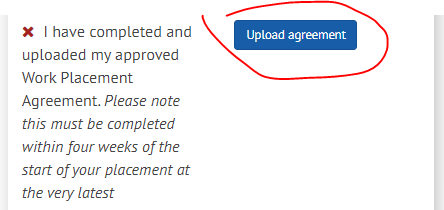 ✖ I have completed and
Upload agreement
uploaded my approved
Work Placement
Agreement. Please note
this must be completed
within four weeks of the
start of your placement at
the very latest